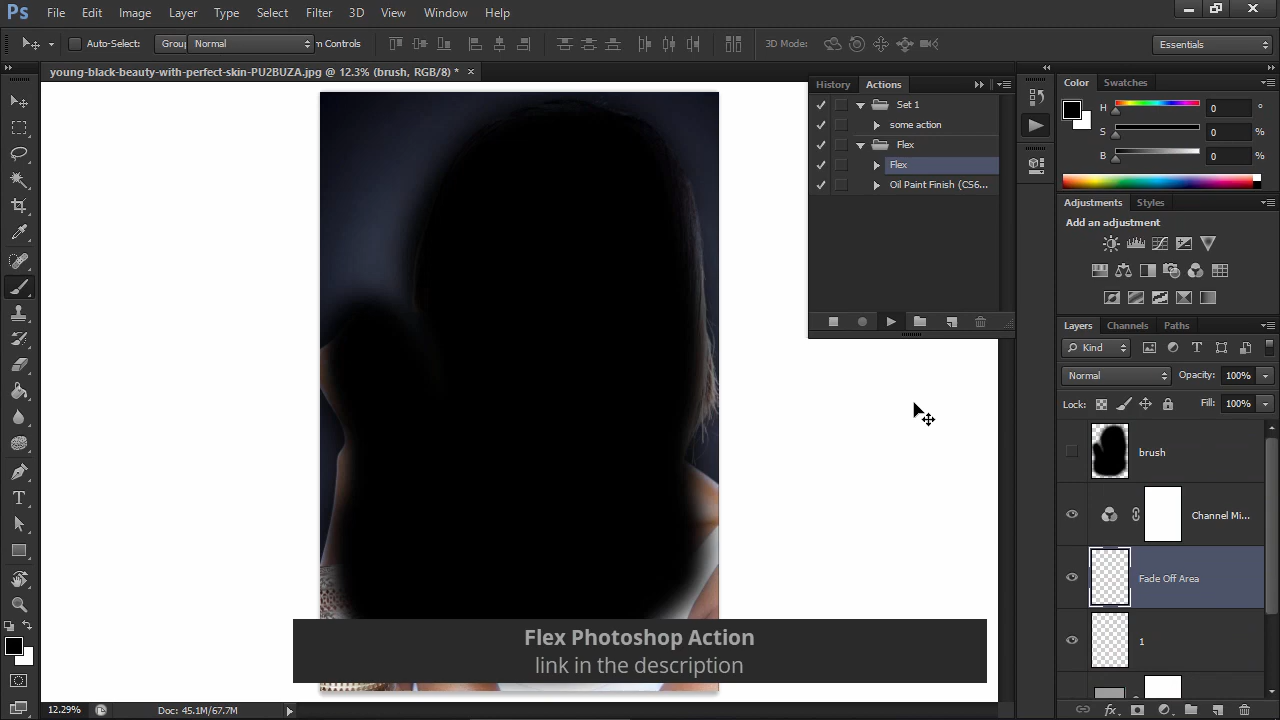 Ps File Edit Image Layer Type Select Filter 3D View Window Help
Auto-Select: Group Normal m Controls 3D Mode: Essentials
young-black-beauty-with-perfect-skin-PU2BUZA.jpg @ 12.3% (brush, RGB/8) *
History Actions
Set 1
some action
Flex
Flex
Oil Paint Finish (CS6...
Color Swatches
H 0 °
S 0 %
B 0 %
Adjustments Styles
Add an adjustment
Layers Channels Paths
Kind
Normal Opacity: 100%
Lock: Fill: 100%
brush
Channel Mi...
Fade Off Area
1
Flex Photoshop Action
link in the description
12.29% Doc: 45.1M/67.7M